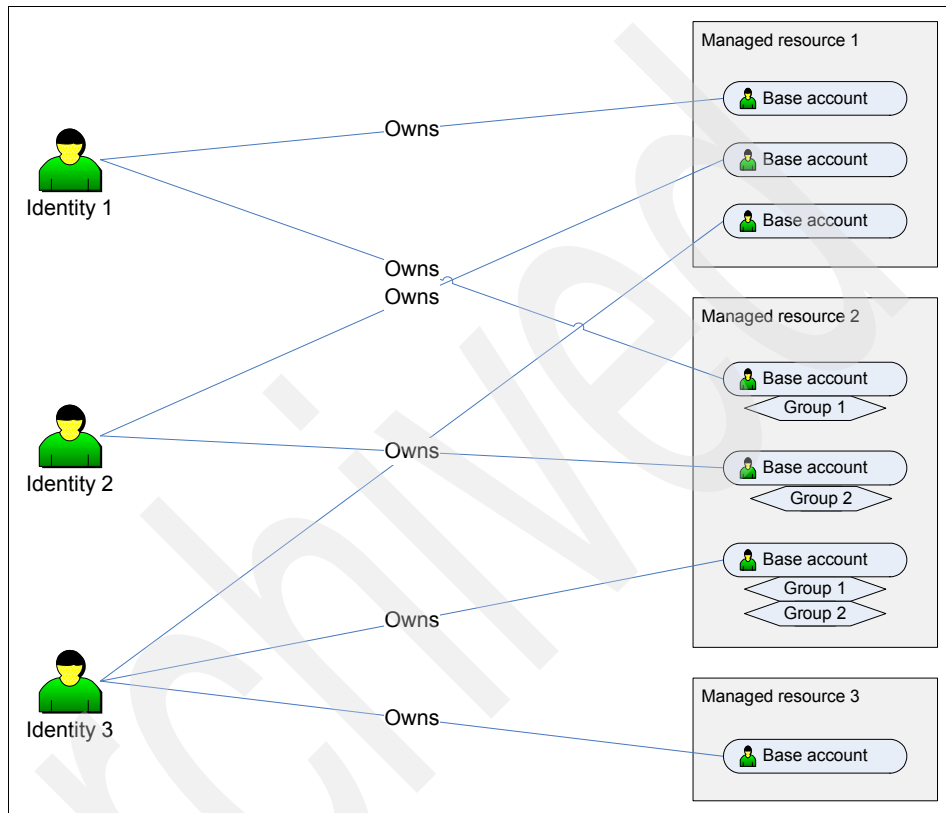 Managed resource 1
Base account
Owns
Base account
Identity 1
Base account
Owns
Owns
Managed resource 2
Base account
Group 1
Owns
Base account
Identity 2
Group 2
Base account
Group 1
Owns
Group 2
Managed resource 3
Owns
Identity 3
Base account
rchived